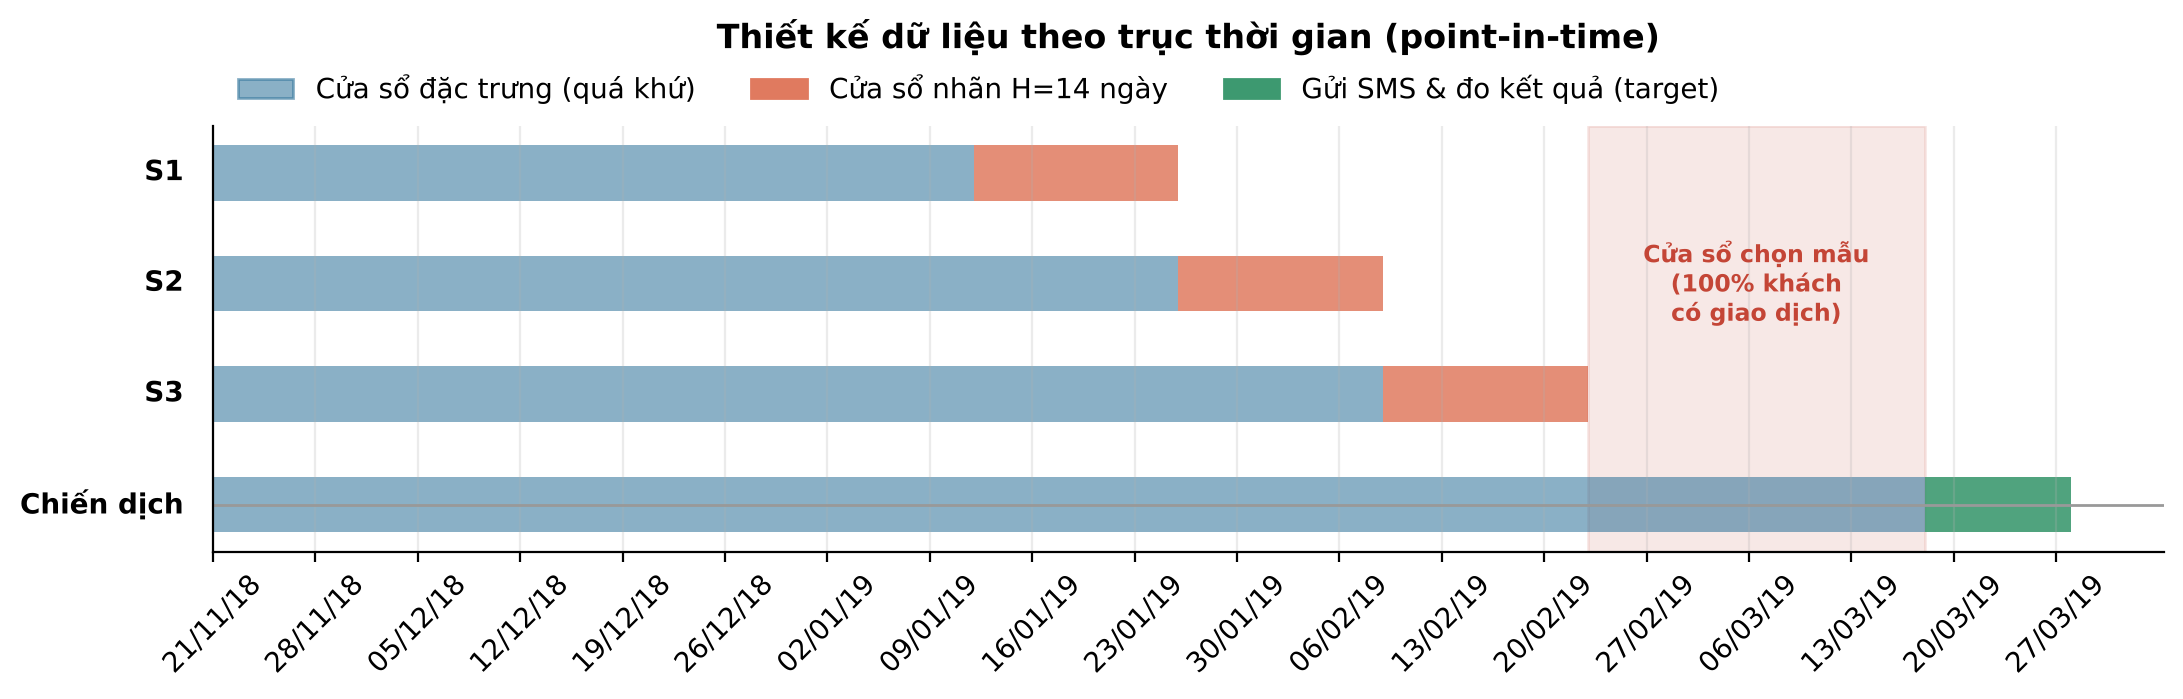 Thiết kế dữ liệu theo trục thời gian (point-in-time)
Cửa sổ đặc trưng (quá khứ)
Cửa sổ nhãn H=14 ngày
Gửi SMS & đo kết quả (target)
S1
S2
S3
Chiến dịch
Cửa sổ chọn mẫu
(100% khách
có giao dịch)
21/11/18
28/11/18
05/12/18
12/12/18
19/12/18
26/12/18
02/01/19
09/01/19
16/01/19
23/01/19
30/01/19
06/02/19
13/02/19
20/02/19
27/02/19
06/03/19
13/03/19
20/03/19
27/03/19